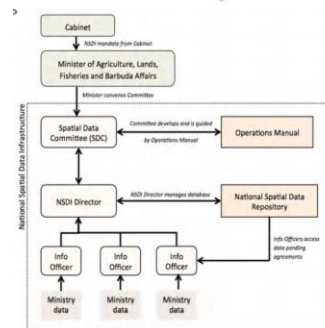 Cabinet
NSDI mandate from Cabinet
Minister of Agriculture, Lands,
Fisheries and Barbuda Affairs
Minister convenes Committee
National Spatial Data Infrastructure
Spatial Data
Committee (SDC)
Committee develops and is guided
by Operations Manual
Operations Manual
NSDI Director
NSDI Director manages database
National Spatial Data
Repository
Info Officers access
data pending
agreements
Info
Officer
Info
Officer
Info
Officer
Ministry
data
Ministry
data
Ministry
data